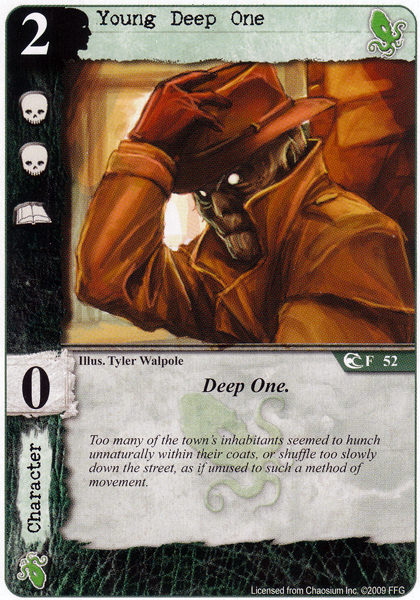 2
Young Deep One
Illus. Tyler Walpole
F 52
0
Deep One.
Too many of the town's inhabitants seemed to hunch
unnaturally within their coats, or shuffle too slowly
down the street, as if unused to such a method of
movement.
Character
Licensed from Chaosium Inc. ©2009 FFG